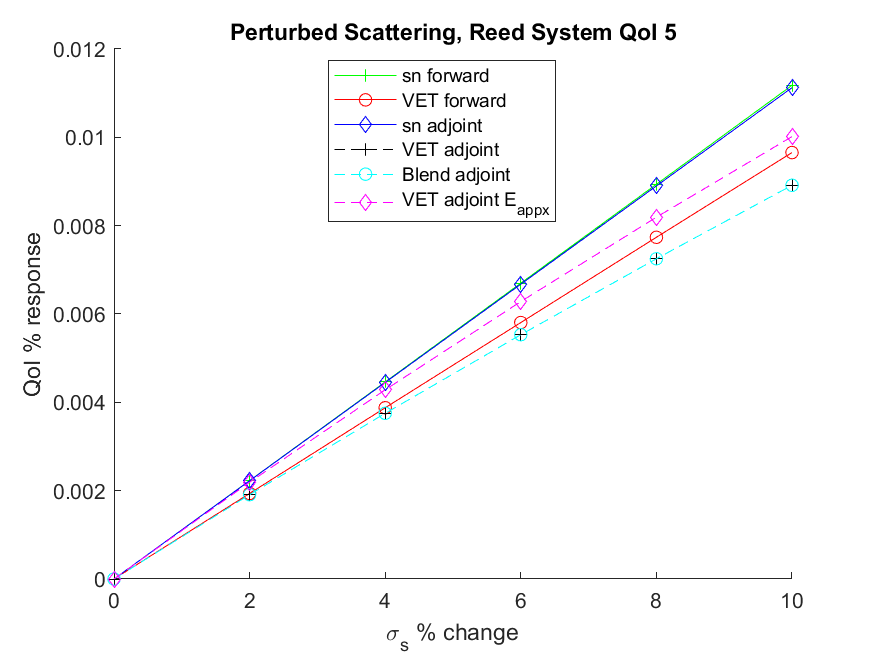 Perturbed Scattering, Reed System QoI 5
0.012
0.01
0.008
0.006
0.004
0.002
0
QoI % response
sn forward
VET forward
sn adjoint
VET adjoint
Blend adjoint
VET adjoint E_appx
0 2 4 6 8 10
σ_s % change